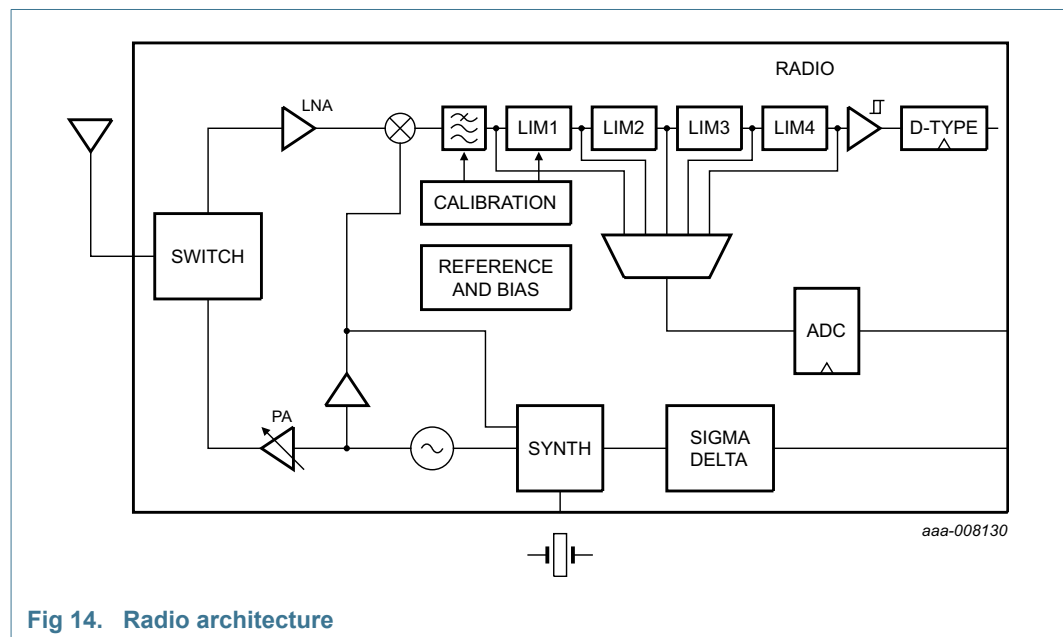 RADIO
LNA
LIM1
LIM2
LIM3
LIM4
D-TYPE
CALIBRATION
SWITCH
REFERENCE
AND BIAS
ADC
PA
SYNTH
SIGMA
DELTA
aaa-008130
Fig 14. Radio architecture